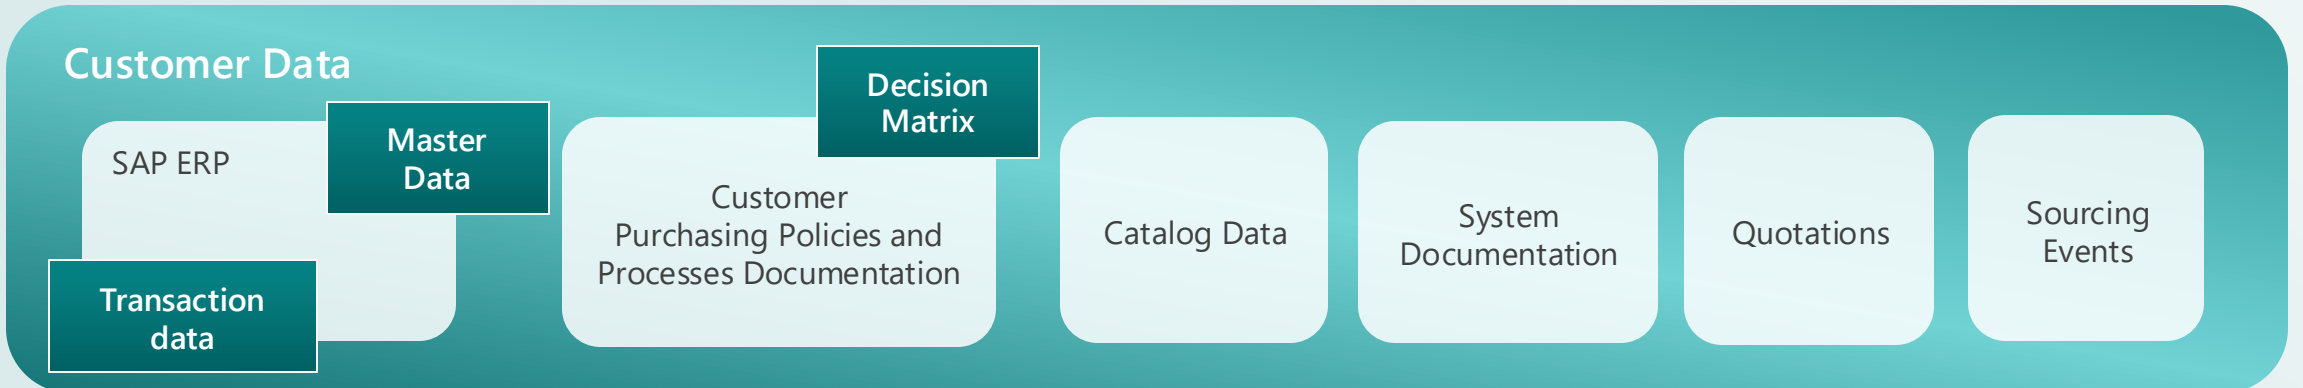 Customer Data
SAP ERP
Master
Data
Transaction
data
Decision
Matrix
Customer
Purchasing Policies and
Processes Documentation
Catalog Data
System
Documentation
Quotations
Sourcing
Events